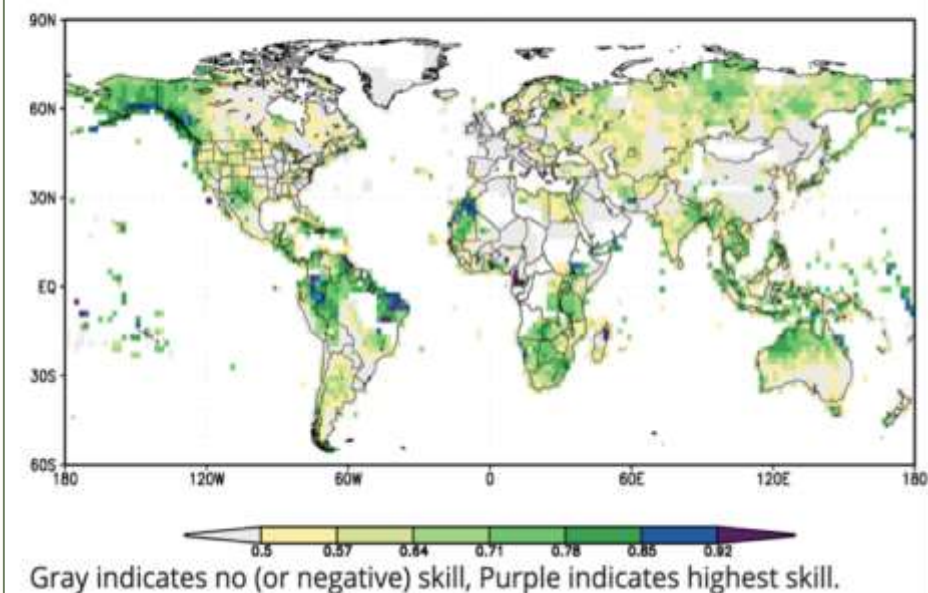 90N
60N
30N
EQ
30S
60S
180 120W 60W 0 60E 120E 180
0.5 0.57 0.64 0.71 0.78 0.85 0.92
Gray indicates no (or negative) skill, Purple indicates highest skill.